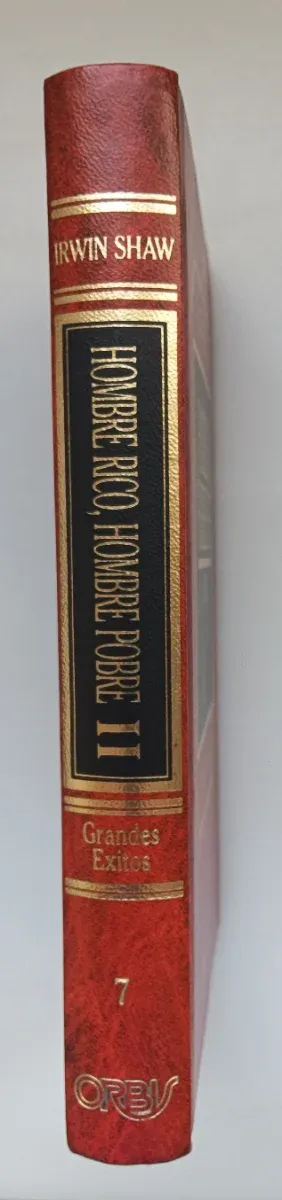 IRWIN SHAW
HOMBRE RICO, HOMBRE POBRE II
Grandes
Exitos
7
ORBIS